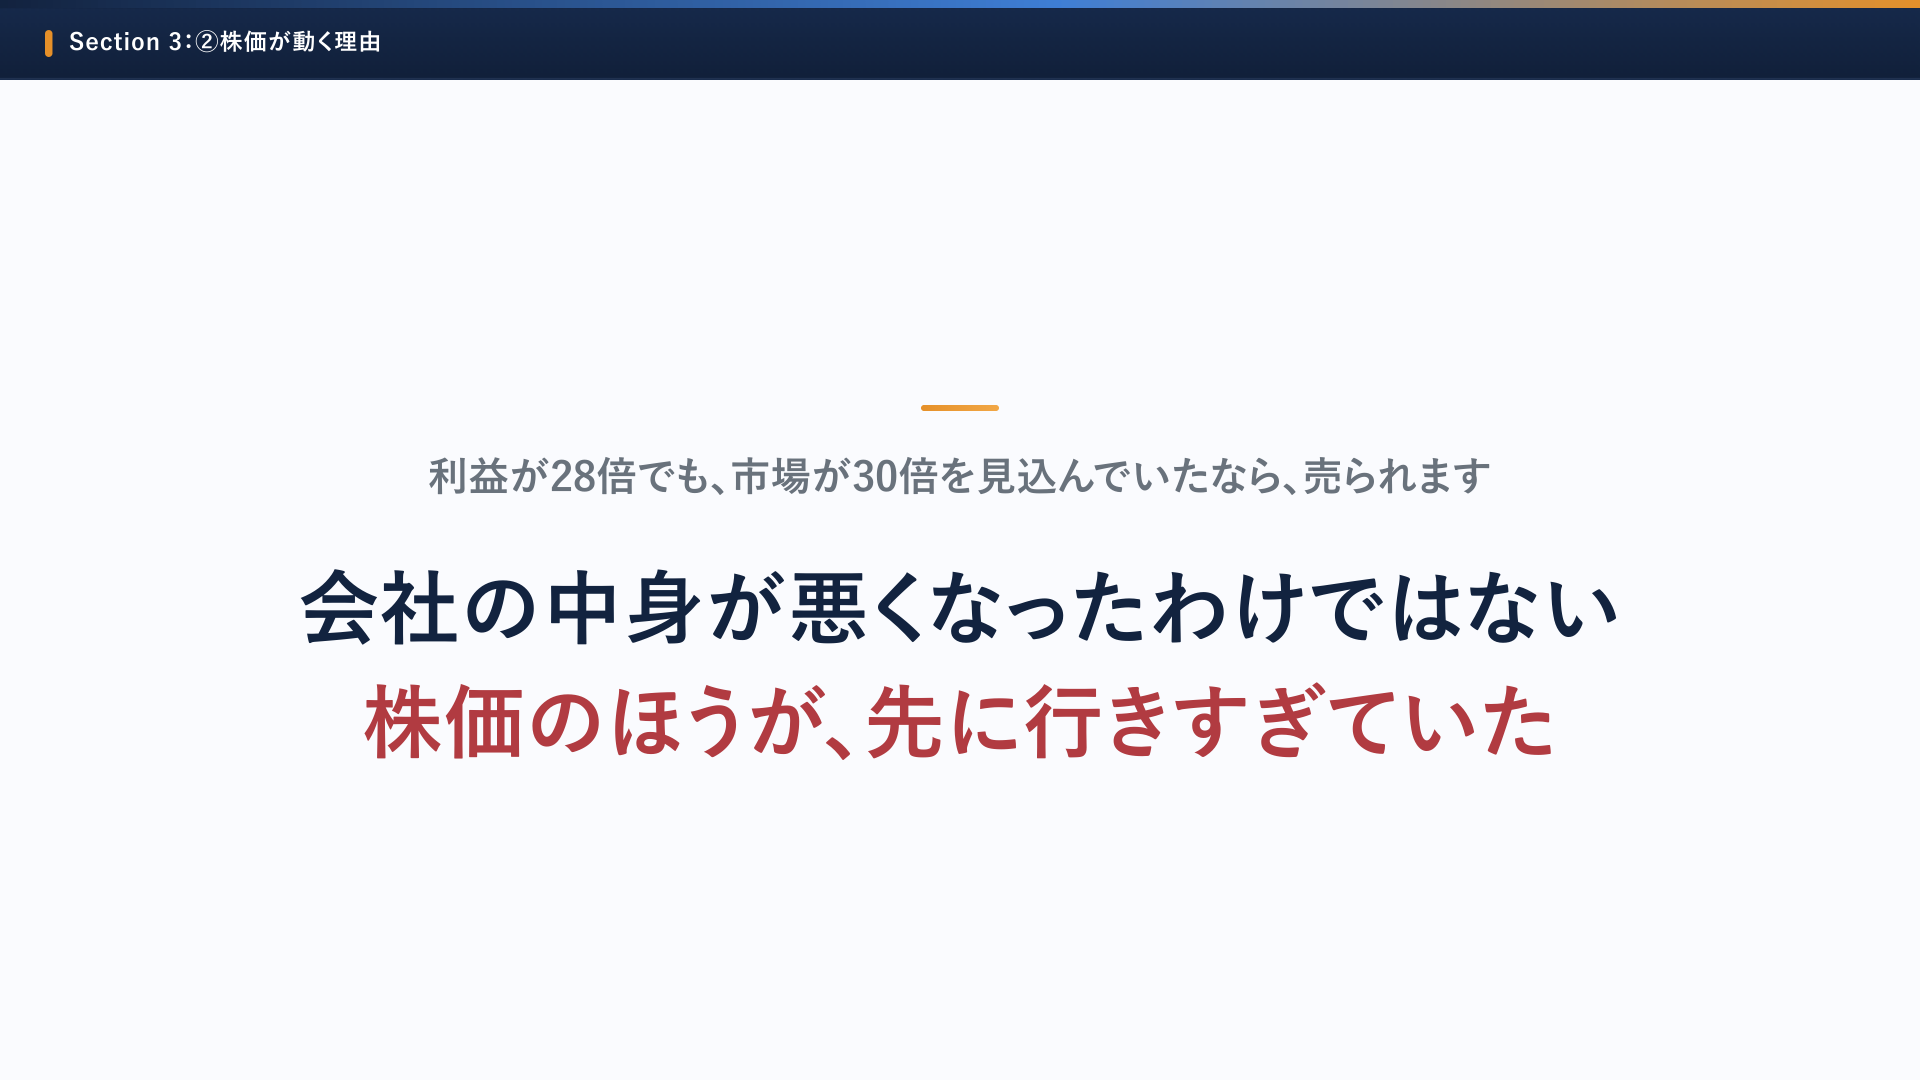 Section 3：②株価が動く理由
利益が28倍でも、市場が30倍を見込んでいたなら、売られます
会社の中身が悪くなったわけではない
株価のほうが、先に行きすぎていた